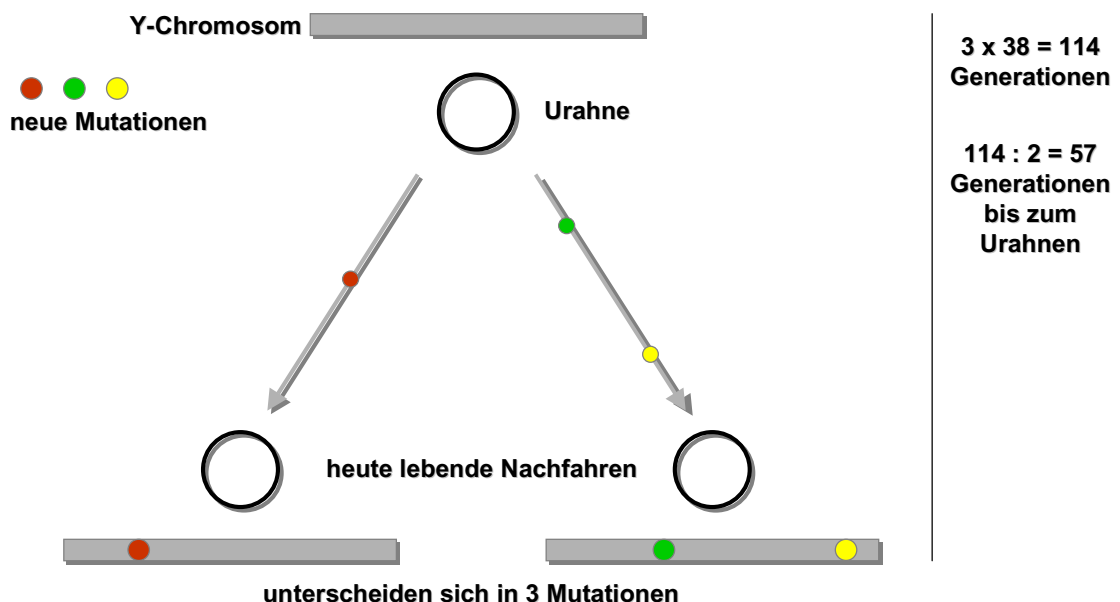 Y-Chromosom
neue Mutationen
Urahne
heute lebende Nachfahren
unterscheiden sich in 3 Mutationen
3 x 38 = 114
Generationen
114 : 2 = 57
Generationen
bis zum
Urahnen